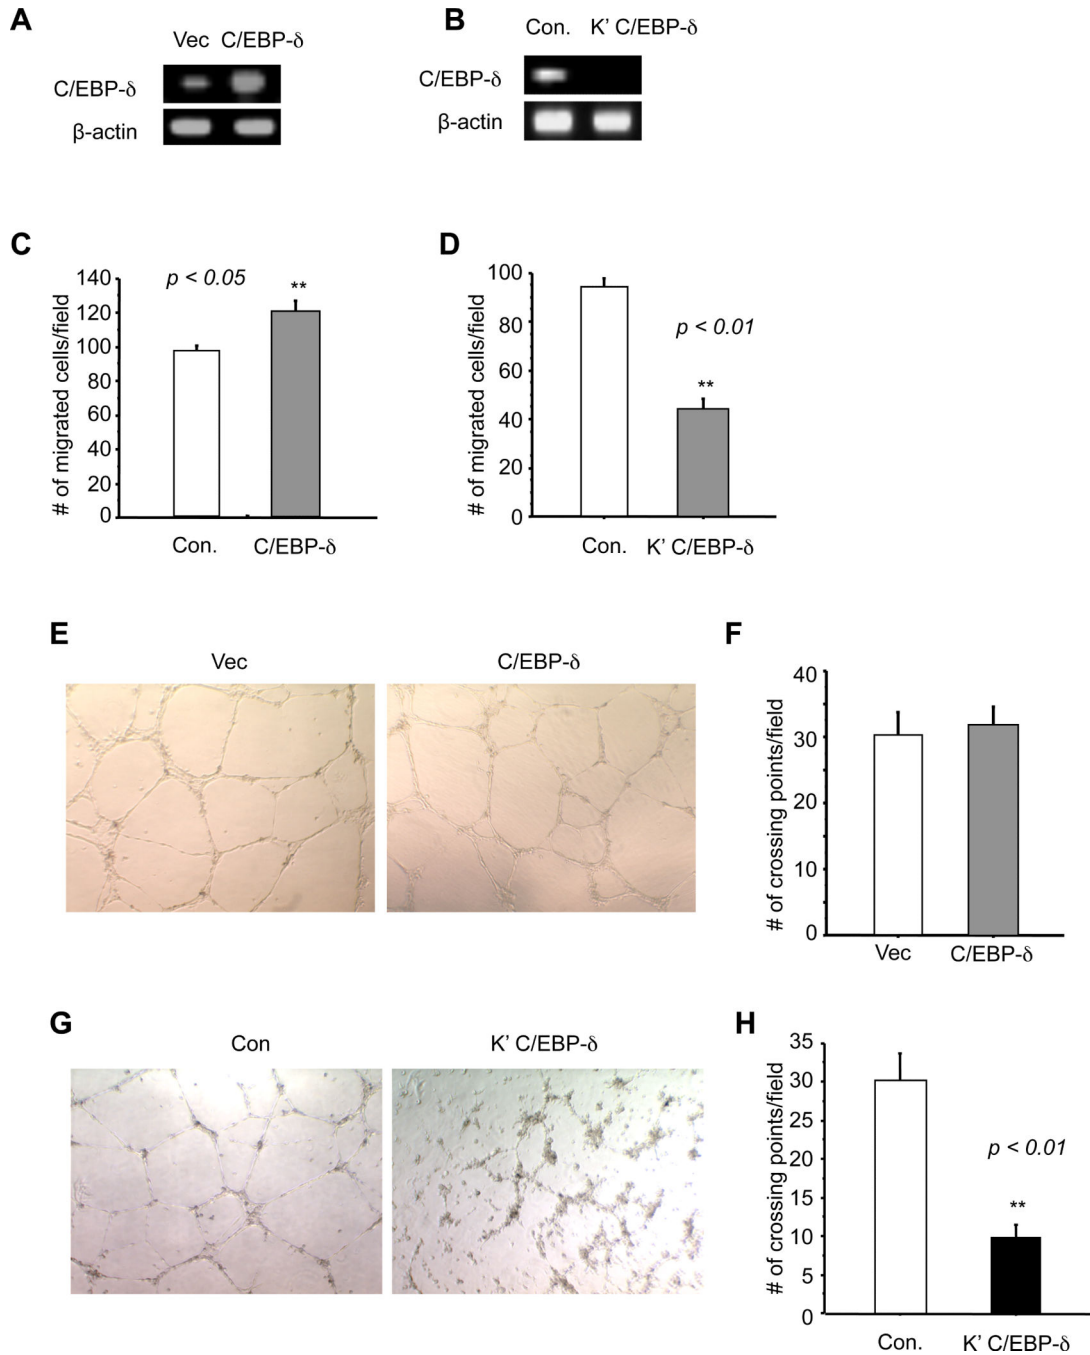 A
Vec C/EBP-δ
C/EBP-δ
β-actin
B
Con. K' C/EBP-δ
C/EBP-δ
β-actin
C
# of migrated cells/field
140
120
100
80
60
40
20
0
p < 0.05
**
Con. C/EBP-δ
D
# of migrated cells/field
100
80
60
40
20
0
p < 0.01
**
Con. K' C/EBP-δ
E
Vec C/EBP-δ
F
# of crossing points/field
40
30
20
10
0
Vec C/EBP-δ
G
Con K' C/EBP-δ
H
# of crossing points/field
35
30
25
20
15
10
5
0
p < 0.01
**
Con. K' C/EBP-δ